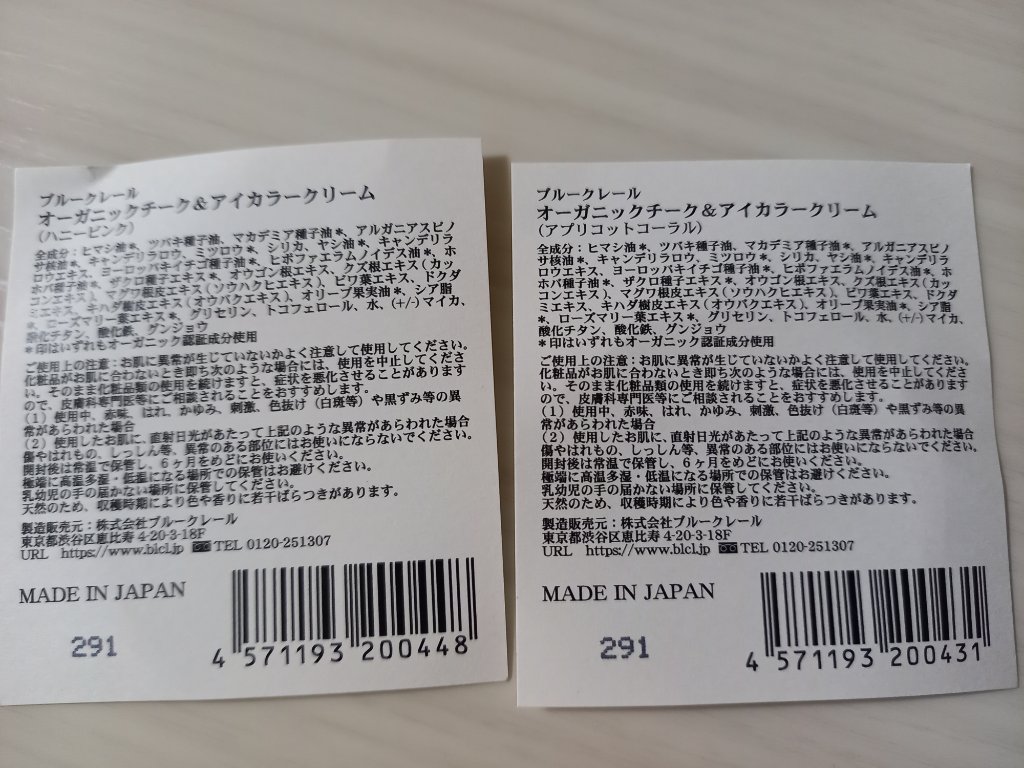 ブルークレール
オーガニックチーク&アイカラークリーム
(ハニーピンク)
全成分:ヒマシ油*、ツバキ種子油、マカデミア種子油*、アルガニアスピノ
サ核油*、キャンデリラロウ、ミツロウ*、シリカ、ヤシ油*、キャンデリラ
ロウエキス、ヨーロッパキイチゴ種子油*、ヒポファエラムノイデス油*、ホ
ホバ種子油*、ザクロ種子エキス*、オウゴン根エキス、クズ根エキス(カッ
コンエキス)、マグワ根皮エキス(ソウハクヒエキス)、ビワ葉エキス、ドクダ
ミエキス、キハダ樹皮エキス(オウバクエキス)、オリーブ果実油*、シア脂
*、ローズマリー葉エキス*、グリセリン、トコフェロール、水、(+/-)マイカ、
酸化チタン、酸化鉄、グンジョウ
*印はいずれもオーガニック認証成分使用
ご使用上の注意:お肌に異常が生じていないかよく注意して使用してください。
化粧品がお肌に合わないとき即ち次のような場合には、使用を中止してくださ
い。そのまま化粧品類の使用を続けますと、症状を悪化させることがあります
ので、皮膚科専門医等にご相談されることをおすすめします。
(1)使用中、赤味、はれ、かゆみ、刺激、色抜け(白斑等)や黒ずみ等の異
常があらわれた場合
(2)使用したお肌に、直射日光があたって上記のような異常があらわれた場合
傷やはれもの、しっしん等、異常のある部位にはお使いにならないでください。
開封後は常温で保管し、6ヶ月をめどにお使いください。
極端に高温多湿・低温になる場所での保管はお避けください。
乳幼児の手の届かない場所に保管してください。
天然のため、収穫時期により色や香りに若干ばらつきがあります。
製造販売元:株式会社ブルークレール
東京都渋谷区恵比寿 4-20-3-18F
URL https://www.blcl.jp TEL 0120-251307
MADE IN JAPAN
291
4 571193 200448
ブルークレール
オーガニックチーク&アイカラークリーム
(アプリコットコーラル)
全成分:ヒマシ油*、ツバキ種子油、マカデミア種子油*、アルガニアスピノ
サ核油*、キャンデリラロウ、ミツロウ*、シリカ、ヤシ油*、キャンデリラ
ロウエキス、ヨーロッパキイチゴ種子油*、ヒポファエラムノイデス油*、ホ
ホバ種子油*、ザクロ種子エキス*、オウゴン根エキス、クズ根エキス(カッ
コンエキス)、マグワ根皮エキス(ソウハクヒエキス)、ビワ葉エキス、ドクダ
ミエキス、キハダ樹皮エキス(オウバクエキス)、オリーブ果実油*、シア脂
*、ローズマリー葉エキス*、グリセリン、トコフェロール、水、(+/-)マイカ、
酸化チタン、酸化鉄、グンジョウ
*印はいずれもオーガニック認証成分使用
ご使用上の注意:お肌に異常が生じていないかよく注意して使用してください。
化粧品がお肌に合わないとき即ち次のような場合には、使用を中止してくださ
い。そのまま化粧品類の使用を続けますと、症状を悪化させることがあります
ので、皮膚科専門医等にご相談されることをおすすめします。
(1)使用中、赤味、はれ、かゆみ、刺激、色抜け(白斑等)や黒ずみ等の異
常があらわれた場合
(2)使用したお肌に、直射日光があたって上記のような異常があらわれた場合
傷やはれもの、しっしん等、異常のある部位にはお使いにならないでください。
開封後は常温で保管し、6ヶ月をめどにお使いください。
極端に高温多湿・低温になる場所での保管はお避けください。
乳幼児の手の届かない場所に保管してください。
天然のため、収穫時期により色や香りに若干ばらつきがあります。
製造販売元:株式会社ブルークレール
東京都渋谷区恵比寿 4-20-3-18F
URL https://www.blcl.jp TEL 0120-251307
MADE IN JAPAN
291
4 571193 200431